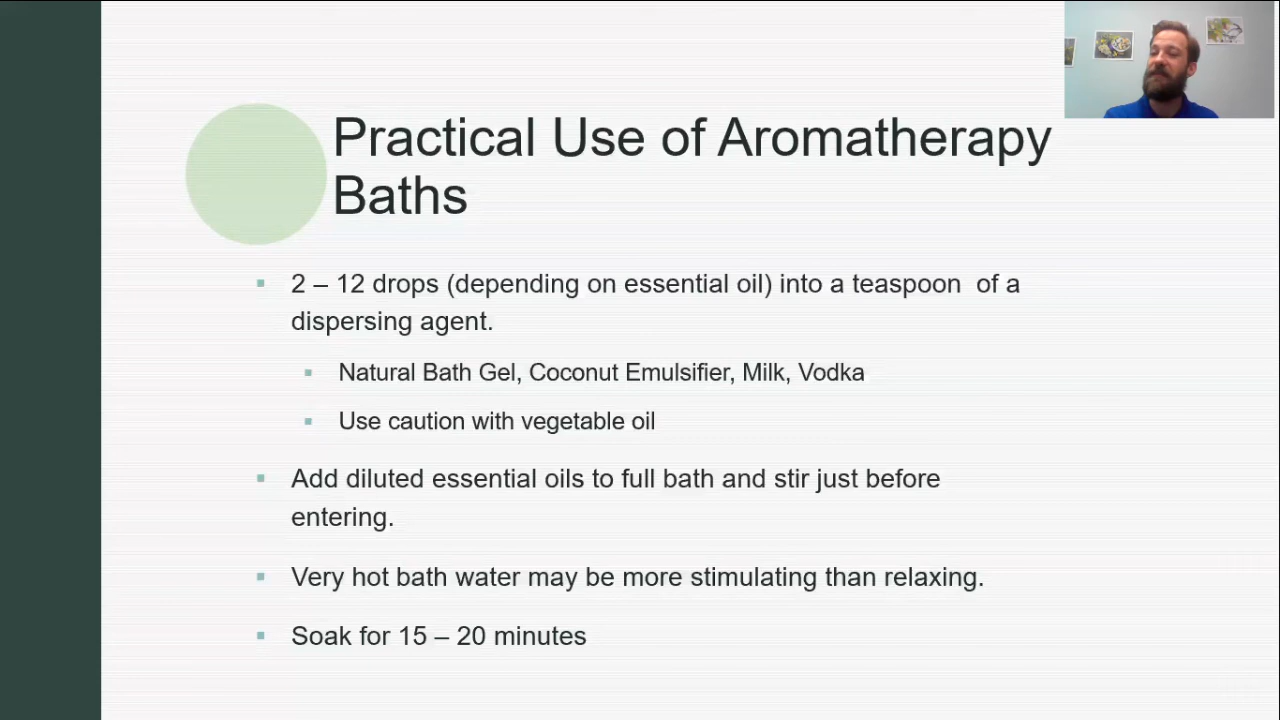 Practical Use of Aromatherapy
Baths
2 – 12 drops (depending on essential oil) into a teaspoon of a
dispersing agent.
Natural Bath Gel, Coconut Emulsifier, Milk, Vodka
Use caution with vegetable oil
Add diluted essential oils to full bath and stir just before
entering.
Very hot bath water may be more stimulating than relaxing.
Soak for 15 – 20 minutes